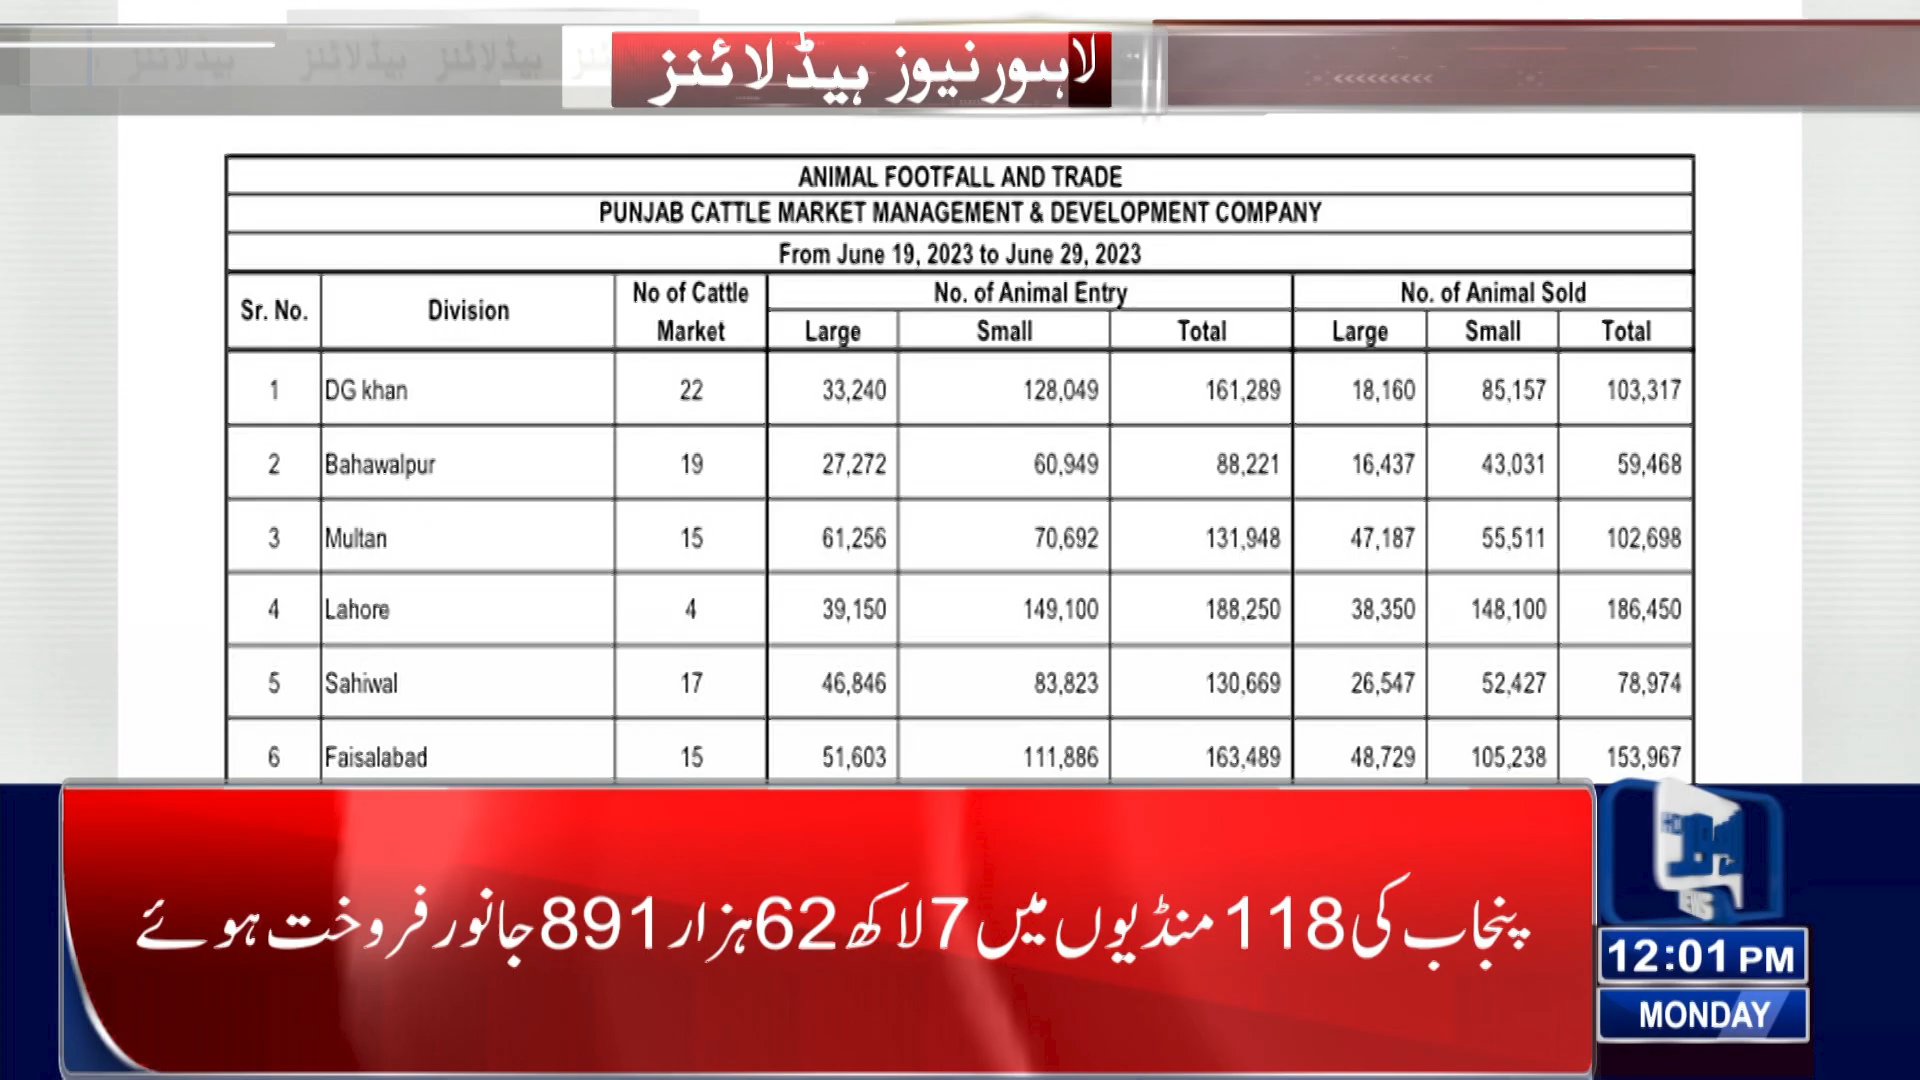 لاہور نیوز ہیڈلائنز
ANIMAL FOOTFALL AND TRADE
PUNJAB CATTLE MARKET MANAGEMENT & DEVELOPMENT COMPANY
From June 19, 2023 to June 29, 2023
Sr. No. Division No of Cattle Market No. of Animal Entry No. of Animal Sold
Large Small Total Large Small Total
1 DG khan 22 33,240 128,049 161,289 18,160 85,157 103,317
2 Bahawalpur 19 27,272 60,949 88,221 16,437 43,031 59,468
3 Multan 15 61,256 70,692 131,948 47,187 55,511 102,698
4 Lahore 4 39,150 149,100 188,250 38,350 148,100 186,450
5 Sahiwal 17 46,846 83,823 130,669 26,547 52,427 78,974
6 Faisalabad 15 51,603 111,886 163,489 48,729 105,238 153,967
پنجاب کی 118 منڈیوں میں 7 لاکھ 62 ہزار 891 جانور فروخت ہوئے
12:01 PM
MONDAY